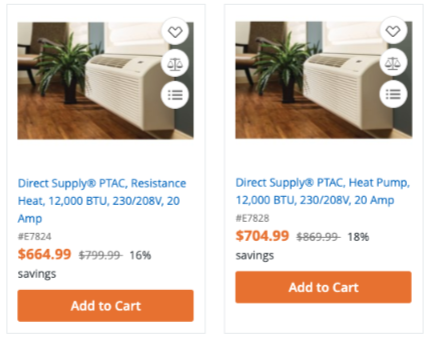 Direct Supply® PTAC, Resistance
Heat, 12,000 BTU, 230/208V, 20
Amp
#E7824
$664.99 $799.99 16%
savings
Add to Cart
Direct Supply® PTAC, Heat Pump,
12,000 BTU, 230/208V, 20 Amp
#E7828
$704.99 $869.99 18%
savings
Add to Cart